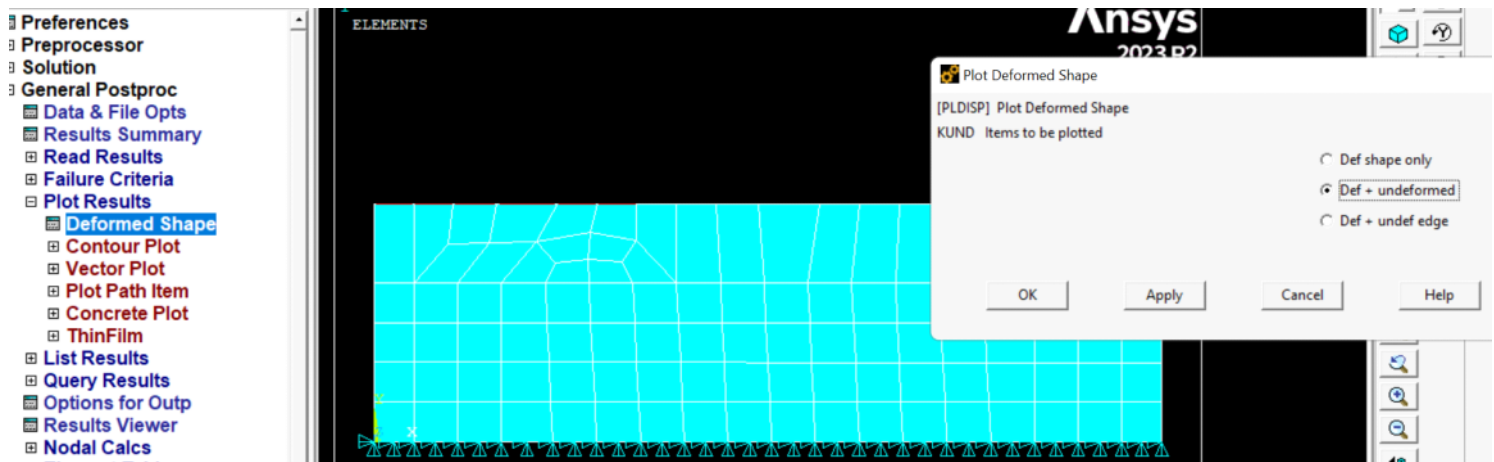 Preferences
Preprocessor
Solution
General Postproc
Data & File Opts
Results Summary
Read Results
Failure Criteria
Plot Results
Deformed Shape
Contour Plot
Vector Plot
Plot Path Item
Concrete Plot
ThinFilm
List Results
Query Results
Options for Outp
Results Viewer
Nodal Calcs
1
ELEMENTS
Ansys
2023 R2
Y
X
Plot Deformed Shape
[PLDISP] Plot Deformed Shape
KUND Items to be plotted
Def shape only
Def + undeformed
Def + undef edge
OK Apply Cancel Help
Y